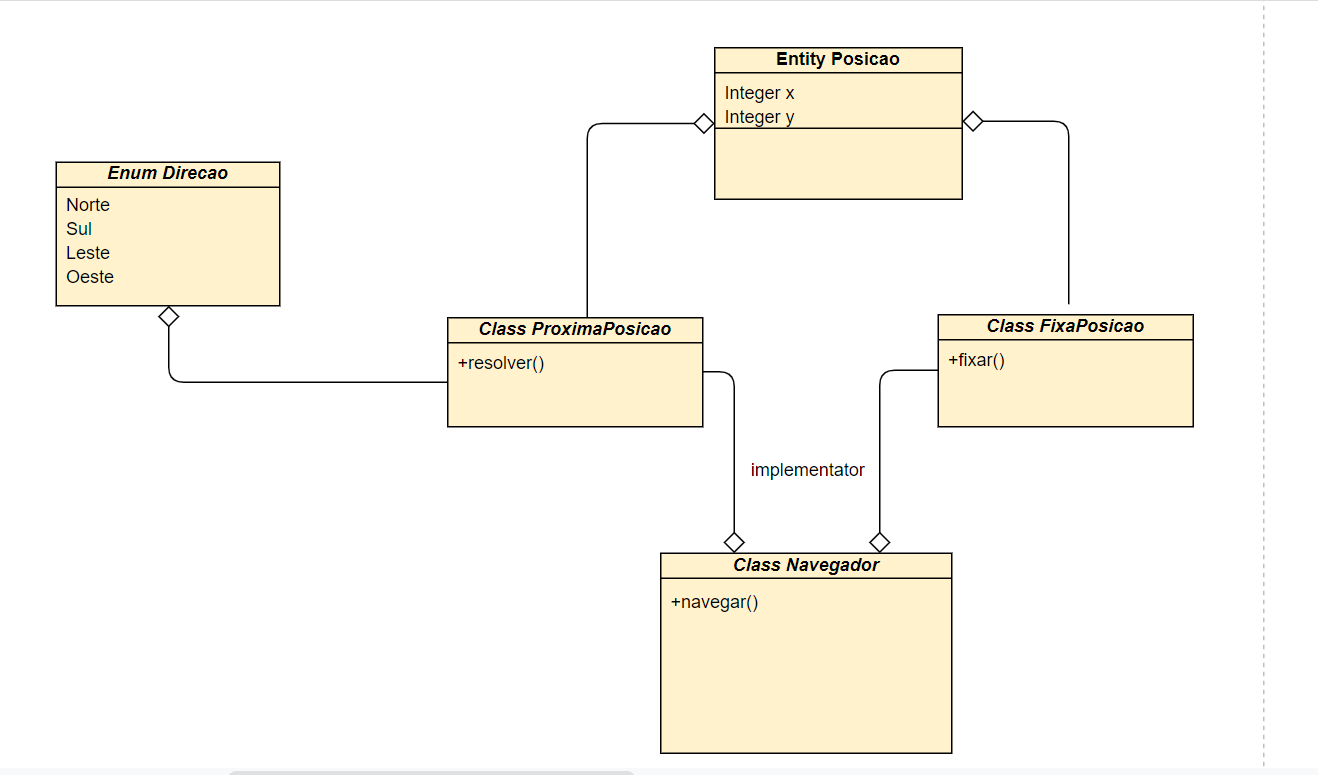 Entity Posicao
Integer x
Integer y
Enum Direcao
Norte
Sul
Leste
Oeste
Class ProximaPosicao
+resolver()
Class FixaPosicao
+fixar()
implementator
Class Navegador
+navegar()